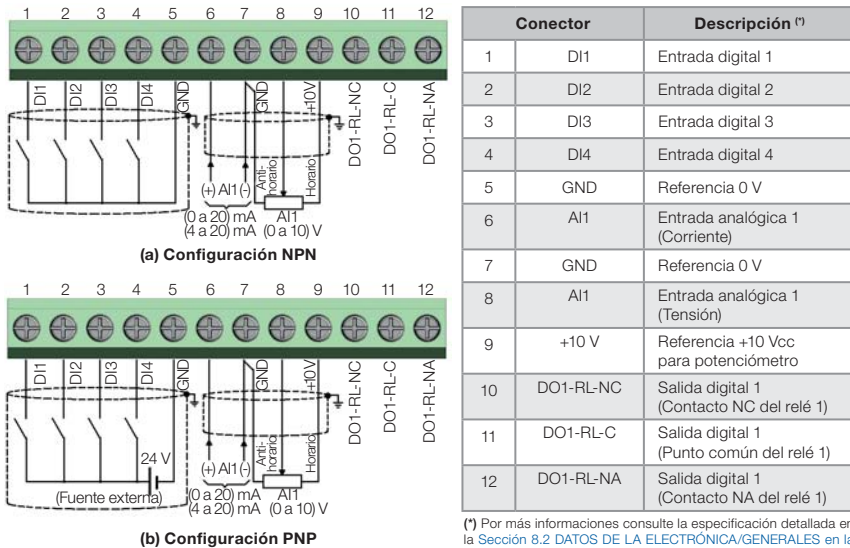 1 2 3 4 5 6 7 8 9 10 11 12
DI1
DI2
DI3
DI4
GND
GND
+10V
DO1-RL-NC
DO1-RL-C
DO1-RL-NA
(+) AI1 (-)
Anti-
horario
Horario
(0 a 20) mA
(4 a 20) mA
AI1
(0 a 10) V
(a) Configuración NPN
1 2 3 4 5 6 7 8 9 10 11 12
DI1
DI2
DI3
DI4
GND
GND
+10V
DO1-RL-NC
DO1-RL-C
DO1-RL-NA
24 V
(Fuente externa)
(+) AI1 (-)
Anti-
horario
Horario
(0 a 20) mA
(4 a 20) mA
AI1
(0 a 10) V
(b) Configuración PNP
Conector Descripción (*)
1 DI1 Entrada digital 1
2 DI2 Entrada digital 2
3 DI3 Entrada digital 3
4 DI4 Entrada digital 4
5 GND Referencia 0 V
6 AI1 Entrada analógica 1
(Corriente)
7 GND Referencia 0 V
8 AI1 Entrada analógica 1
(Tensión)
9 +10 V Referencia +10 Vcc
para potenciómetro
10 DO1-RL-NC Salida digital 1
(Contacto NC del relé 1)
11 DO1-RL-C Salida digital 1
(Punto común del relé 1)
12 DO1-RL-NA Salida digital 1
(Contacto NA del relé 1)
(*) Por más informaciones consulte la especificación detallada en
la Sección 8.2 DATOS DE LA ELECTRÓNICA/GENERALES en la